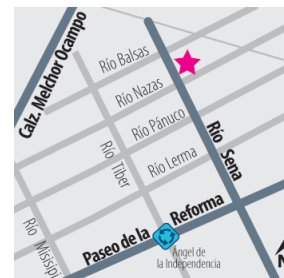 Calz. Melchor Ocampo
Río Balsas
Río Nazas
Río Pánuco
Río Lerma
Río Tiber
Río Sena
Río Misisipi
Paseo de la Reforma
Ángel de
la Independencia
N